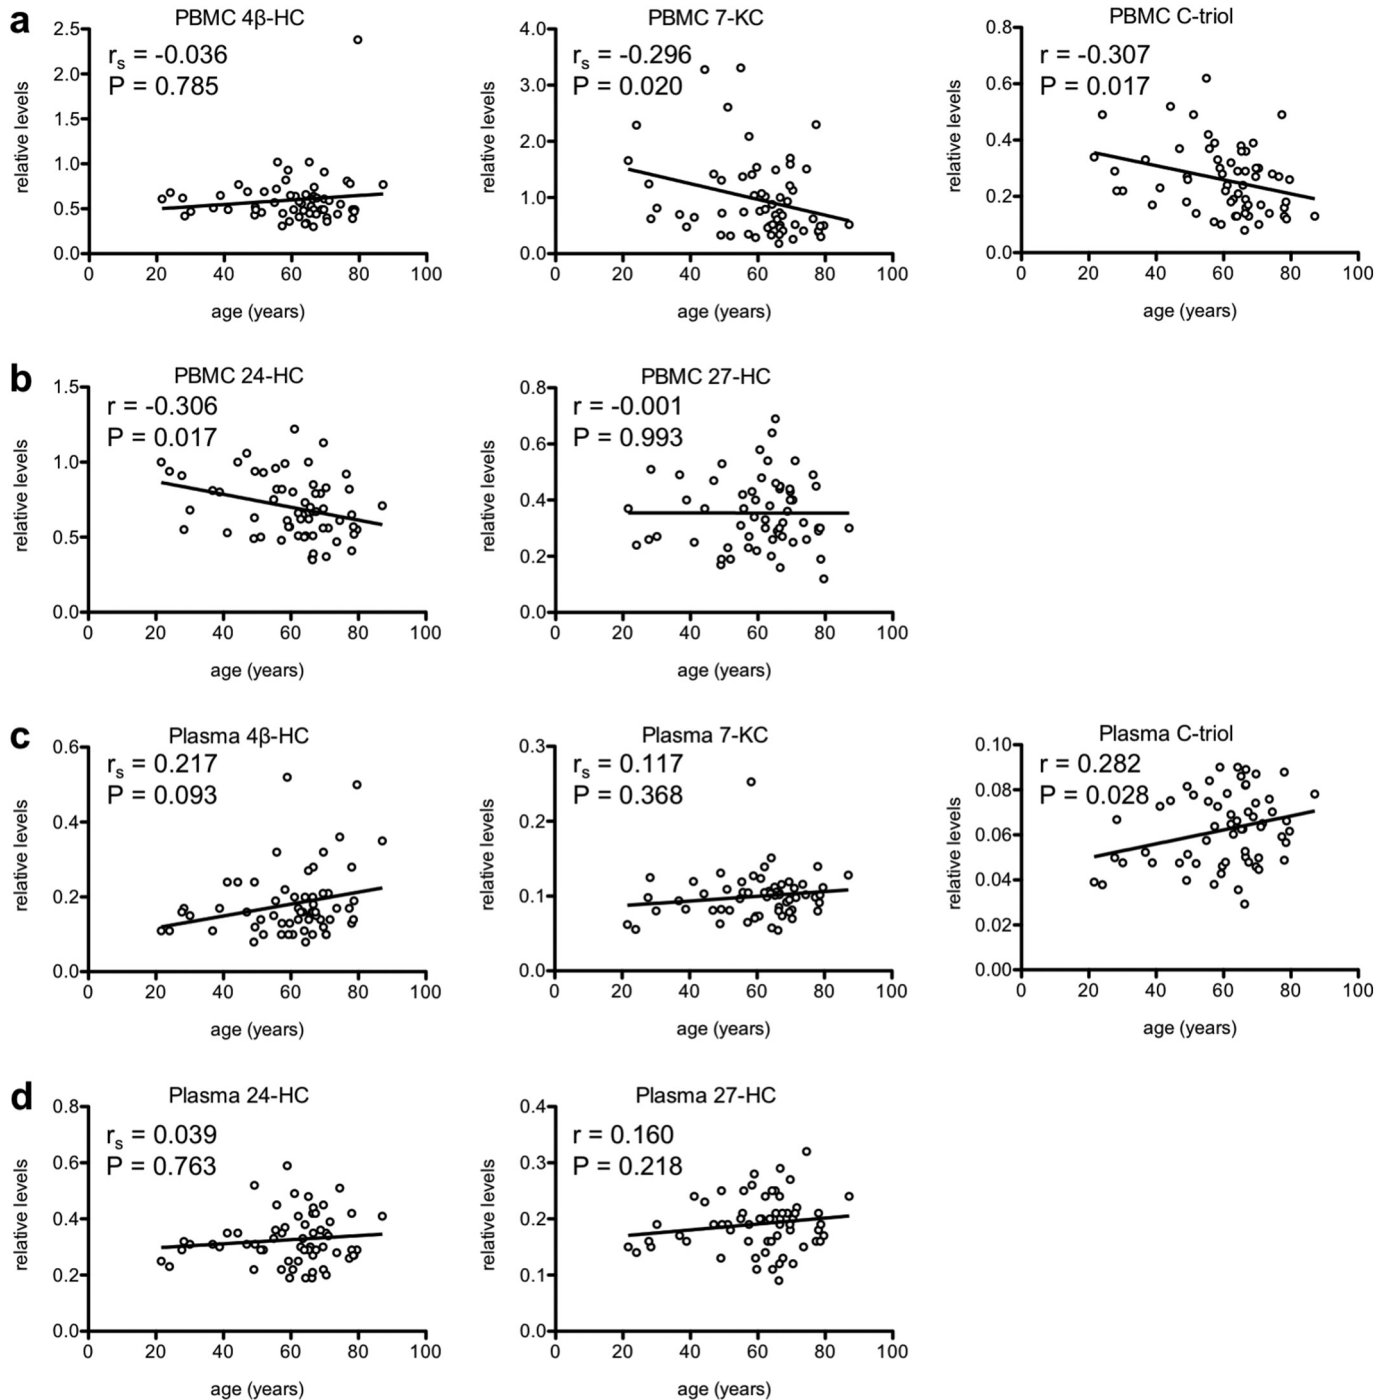 a
PBMC 4β-HC
rs = -0.036
P = 0.785
relative levels
2.5
2.0
1.5
1.0
0.5
0.0
0 20 40 60 80 100
age (years)
PBMC 7-KC
rs = -0.296
P = 0.020
relative levels
4.0
3.0
2.0
1.0
0.0
0 20 40 60 80 100
age (years)
PBMC C-triol
r = -0.307
P = 0.017
relative levels
0.8
0.6
0.4
0.2
0.0
0 20 40 60 80 100
age (years)
b
PBMC 24-HC
r = -0.306
P = 0.017
relative levels
1.5
1.0
0.5
0.0
0 20 40 60 80 100
age (years)
PBMC 27-HC
r = -0.001
P = 0.993
relative levels
0.8
0.6
0.4
0.2
0.0
0 20 40 60 80 100
age (years)
c
Plasma 4β-HC
rs = 0.217
P = 0.093
relative levels
0.6
0.4
0.2
0.0
0 20 40 60 80 100
age (years)
Plasma 7-KC
rs = 0.117
P = 0.368
relative levels
0.3
0.2
0.1
0.0
0 20 40 60 80 100
age (years)
Plasma C-triol
r = 0.282
P = 0.028
relative levels
0.10
0.08
0.06
0.04
0.02
0.00
0 20 40 60 80 100
age (years)
d
Plasma 24-HC
rs = 0.039
P = 0.763
relative levels
0.8
0.6
0.4
0.2
0.0
0 20 40 60 80 100
age (years)
Plasma 27-HC
r = 0.160
P = 0.218
relative levels
0.4
0.3
0.2
0.1
0.0
0 20 40 60 80 100
age (years)